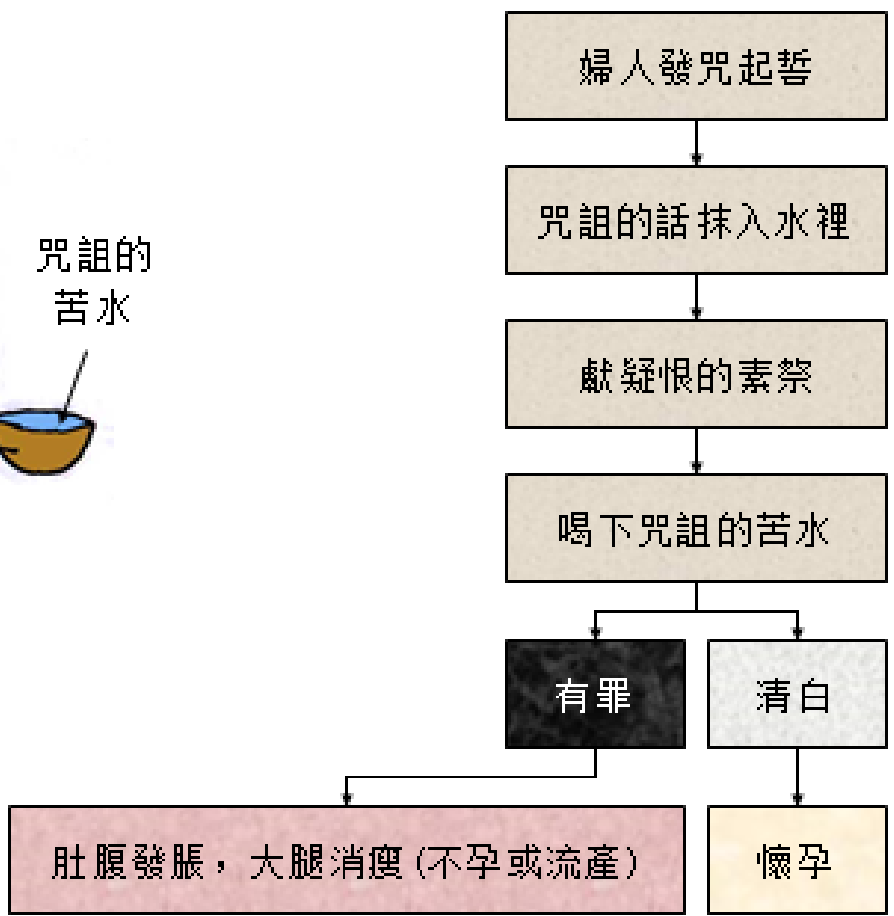 婦人發咒起誓
咒詛的話抹入水裡
咒詛的
苦水
獻疑恨的素祭
喝下咒詛的苦水
有罪
清白
肚腹發脹，大腿消瘦(不孕或流產)
懷孕